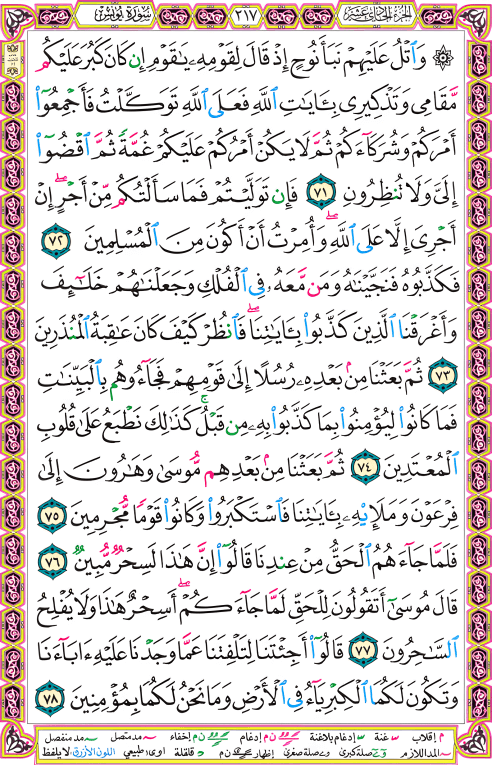 الجزء الحادي عشر ٢١٧ سورة يونس
۞ وَٱتْلُ عَلَيْهِمْ نَبَأَ نُوحٍ إِذْ قَالَ لِقَوْمِهِۦ يَٰقَوْمِ إِن كَانَ كَبُرَ عَلَيْكُم
مَّقَامِى وَتَذْكِيرِى بِـَٔايَٰتِ ٱللَّهِ فَعَلَى ٱللَّهِ تَوَكَّلْتُ فَأَجْمِعُوٓا۟
أَمْرَكُمْ وَشُرَكَآءَكُمْ ثُمَّ لَا يَكُنْ أَمْرُكُمْ عَلَيْكُمْ غُمَّةً ثُمَّ ٱقْضُوٓا۟
إِلَىَّ وَلَا تُنظِرُونِ ٧١ فَإِن تَوَلَّيْتُمْ فَمَا سَأَلْتُكُم مِّنْ أَجْرٍ ۖ إِنْ
أَجْرِىَ إِلَّا عَلَى ٱللَّهِ ۖ وَأُمِرْتُ أَنْ أَكُونَ مِنَ ٱلْمُسْلِمِينَ ٧٢
فَكَذَّبُوهُ فَنَجَّيْنَٰهُ وَمَن مَّعَهُۥ فِى ٱلْفُلْكِ وَجَعَلْنَٰهُمْ خَلَٰٓئِفَ
وَأَغْرَقْنَا ٱلَّذِينَ كَذَّبُوا۟ بِـَٔايَٰتِنَا ۖ فَٱنظُرْ كَيْفَ كَانَ عَٰقِبَةُ ٱلْمُنذَرِينَ
٧٣ ثُمَّ بَعَثْنَا مِنۢ بَعْدِهِۦ رُسُلًا إِلَىٰ قَوْمِهِمْ فَجَآءُوهُم بِٱلْبَيِّنَٰتِ
فَمَا كَانُوا۟ لِيُؤْمِنُوا۟ بِمَا كَذَّبُوا۟ بِهِۦ مِن قَبْلُ ۚ كَذَٰلِكَ نَطْبَعُ عَلَىٰ قُلُوبِ
ٱلْمُعْتَدِينَ ٧٤ ثُمَّ بَعَثْنَا مِنۢ بَعْدِهِم مُّوسَىٰ وَهَٰرُونَ إِلَىٰ
فِرْعَوْنَ وَمَلَإِي۟هِۦ بِـَٔايَٰتِنَا فَٱسْتَكْبَرُوا۟ وَكَانُوا۟ قَوْمًا مُّجْرِمِينَ ٧٥
فَلَمَّا جَآءَهُمُ ٱلْحَقُّ مِنْ عِندِنَا قَالُوٓا۟ إِنَّ هَٰذَا لَسِحْرٌ مُّبِينٌ ٧٦
قَالَ مُوسَىٰٓ أَتَقُولُونَ لِلْحَقِّ لَمَّا جَآءَكُمْ ۖ أَسِحْرٌ هَٰذَا وَلَا يُفْلِحُ
ٱلسَّٰحِرُونَ ٧٧ قَالُوٓا۟ أَجِئْتَنَا لِتَلْفِتَنَا عَمَّا وَجَدْنَا عَلَيْهِ ءَابَآءَنَا
وَتَكُونَ لَكُمَا ٱلْكِبْرِيَآءُ فِى ٱلْأَرْضِ وَمَا نَحْنُ لَكُمَا بِمُؤْمِنِينَ ٧٨
م إقلاب س غنة س إدغام بلاغنة ن م إدغام ن م إخفاء مد متصل مد منفصل
المد اللازم صلة كبرى وے صلة صغرى إظهار ن م د قلقلة اوى طبيعي اللون الأزرق لا يلفظ